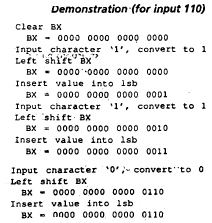 Demonstration (for input 110)
Clear BX
BX = 0000 0000 0000 0000
Input character '1', convert to 1
Left shift BX
BX = 0000 0000 0000 0000
Insert value into lsb
BX = 0000 0000 0000 0001
Input character '1', convert to 1
Left shift BX
BX = 0000 0000 0000 0010
Insert value into lsb
BX = 0000 0000 0000 0011
Input character '0', convert to 0
Left shift BX
BX = 0000 0000 0000 0110
Insert value into lsb
BX = 0000 0000 0000 0110